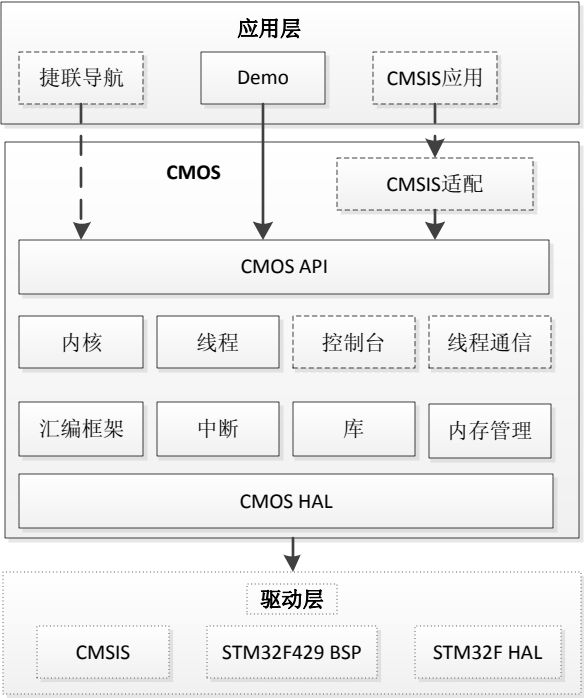 应用层
捷联导航
Demo
CMSIS应用
CMOS
CMSIS适配
CMOS API
内核
线程
控制台
线程通信
汇编框架
中断
库
内存管理
CMOS HAL
驱动层
CMSIS
STM32F429 BSP
STM32F HAL